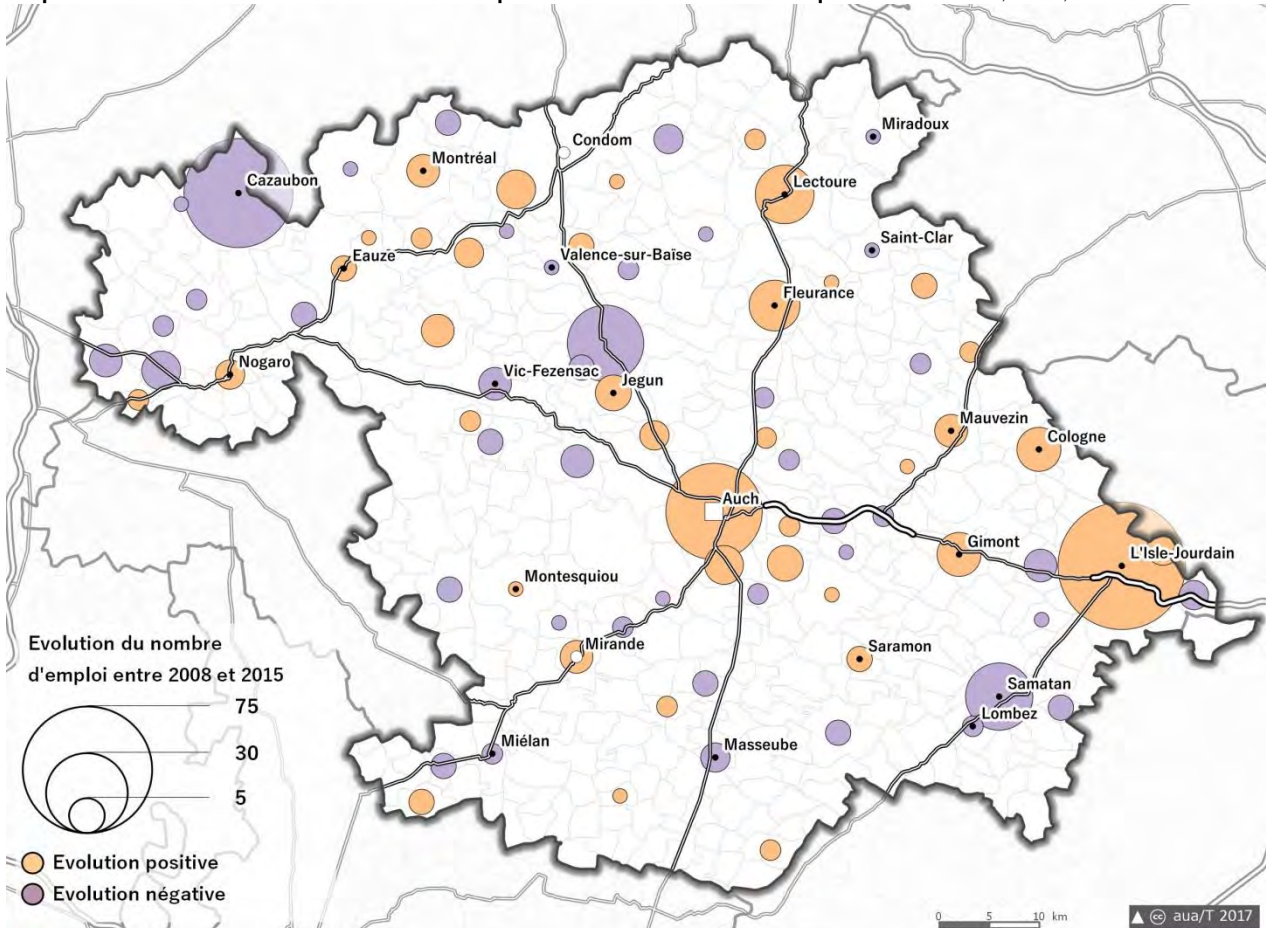 Miradoux
Condom
Montréal
Cazaubon
Lectoure
Saint-Clar
Eauze
Valence-sur-Baïse
Fleurance
Nogaro
Vic-Fezensac
Jegun
Mauvezin
Cologne
Auch
Gimont
L'Isle-Jourdain
Montesquiou
Evolution du nombre
d'emploi entre 2008 et 2015
Mirande
Saramon
75
Samatan
Lombez
30
Miélan
Masseube
5
Evolution positive
Evolution négative
0 5 10 km
cc aua/T 2017